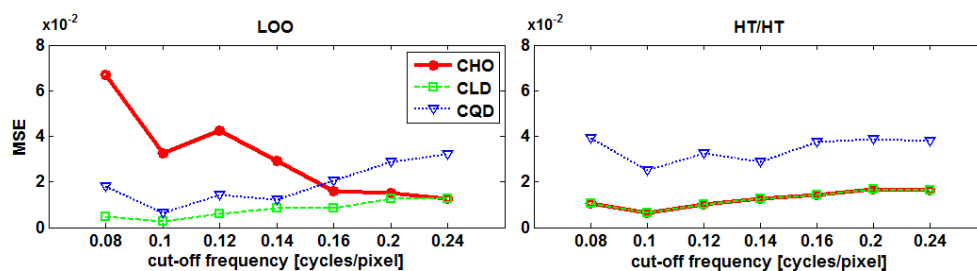 x10-2
LOO
8
6
4
2
0
MSE
CHO
CLD
CQD
0.08 0.1 0.12 0.14 0.16 0.2 0.24
cut-off frequency [cycles/pixel]
x10-2
HT/HT
8
6
4
2
0
0.08 0.1 0.12 0.14 0.16 0.2 0.24
cut-off frequency [cycles/pixel]